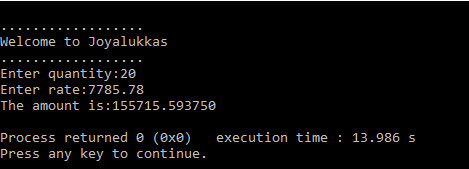 ..................
Welcome to Joyalukkas
..................
Enter quantity:20
Enter rate:7785.78
The amount is:155715.593750
Process returned 0 (0x0)   execution time : 13.986 s
Press any key to continue.